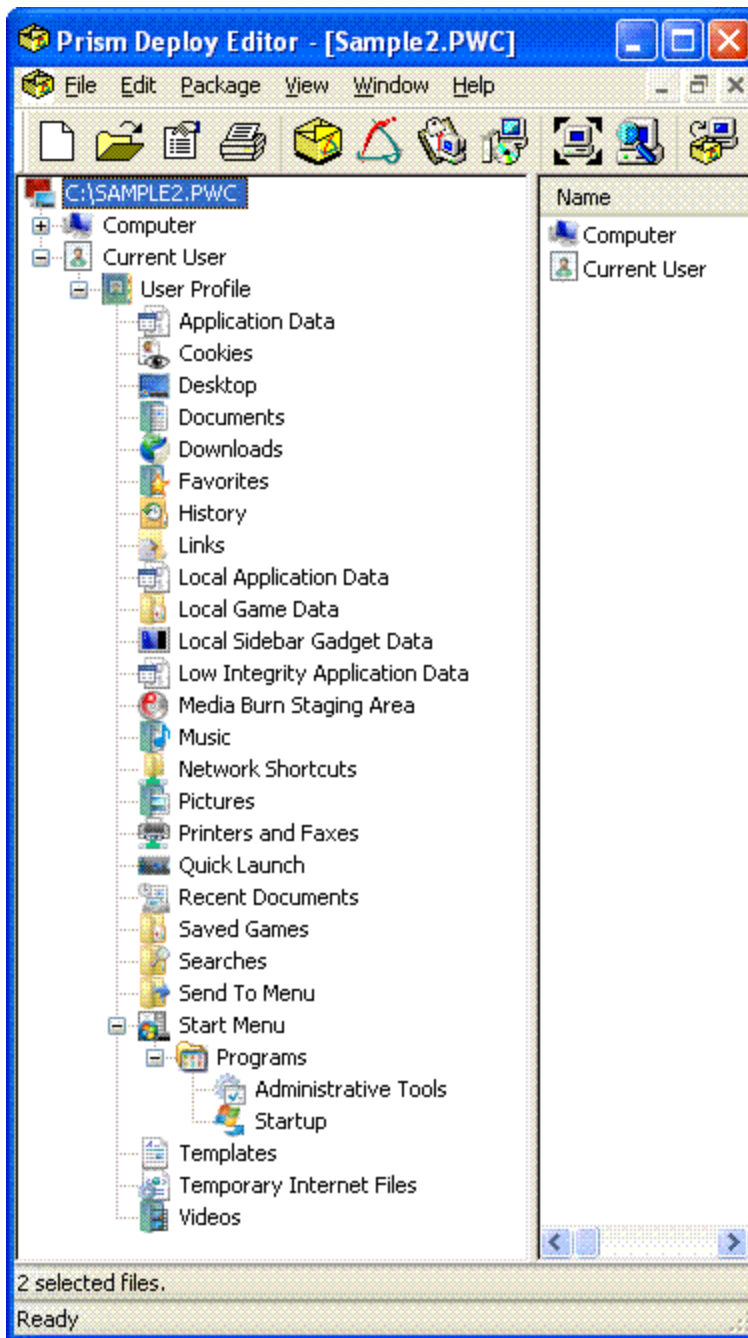 Prism Deploy Editor - [Sample2.PWC]
File Edit Package View Window Help
C:\SAMPLE2.PWC
Computer
Current User
User Profile
Application Data
Cookies
Desktop
Documents
Downloads
Favorites
History
Links
Local Application Data
Local Game Data
Local Sidebar Gadget Data
Low Integrity Application Data
Media Burn Staging Area
Music
Network Shortcuts
Pictures
Printers and Faxes
Quick Launch
Recent Documents
Saved Games
Searches
Send To Menu
Start Menu
Programs
Administrative Tools
Startup
Templates
Temporary Internet Files
Videos
Name
Computer
Current User
2 selected files.
Ready